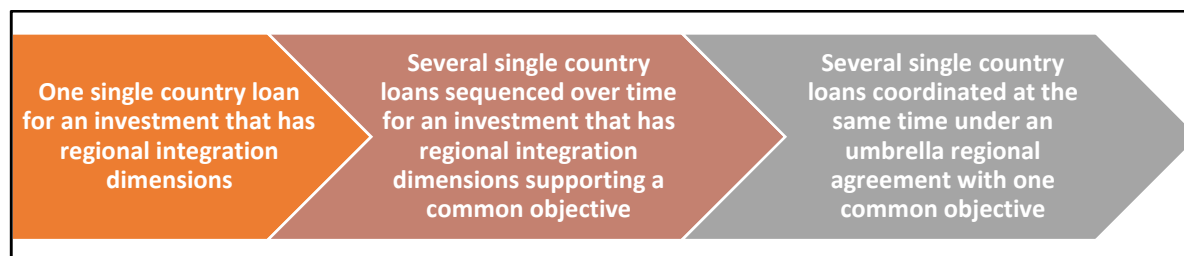 One single country loan
for an investment that has
regional integration
dimensions
Several single country
loans sequenced over time
for an investment that has
regional integration
dimensions supporting a
common objective
Several single country
loans coordinated at the
same time under an
umbrella regional
agreement with one
common objective